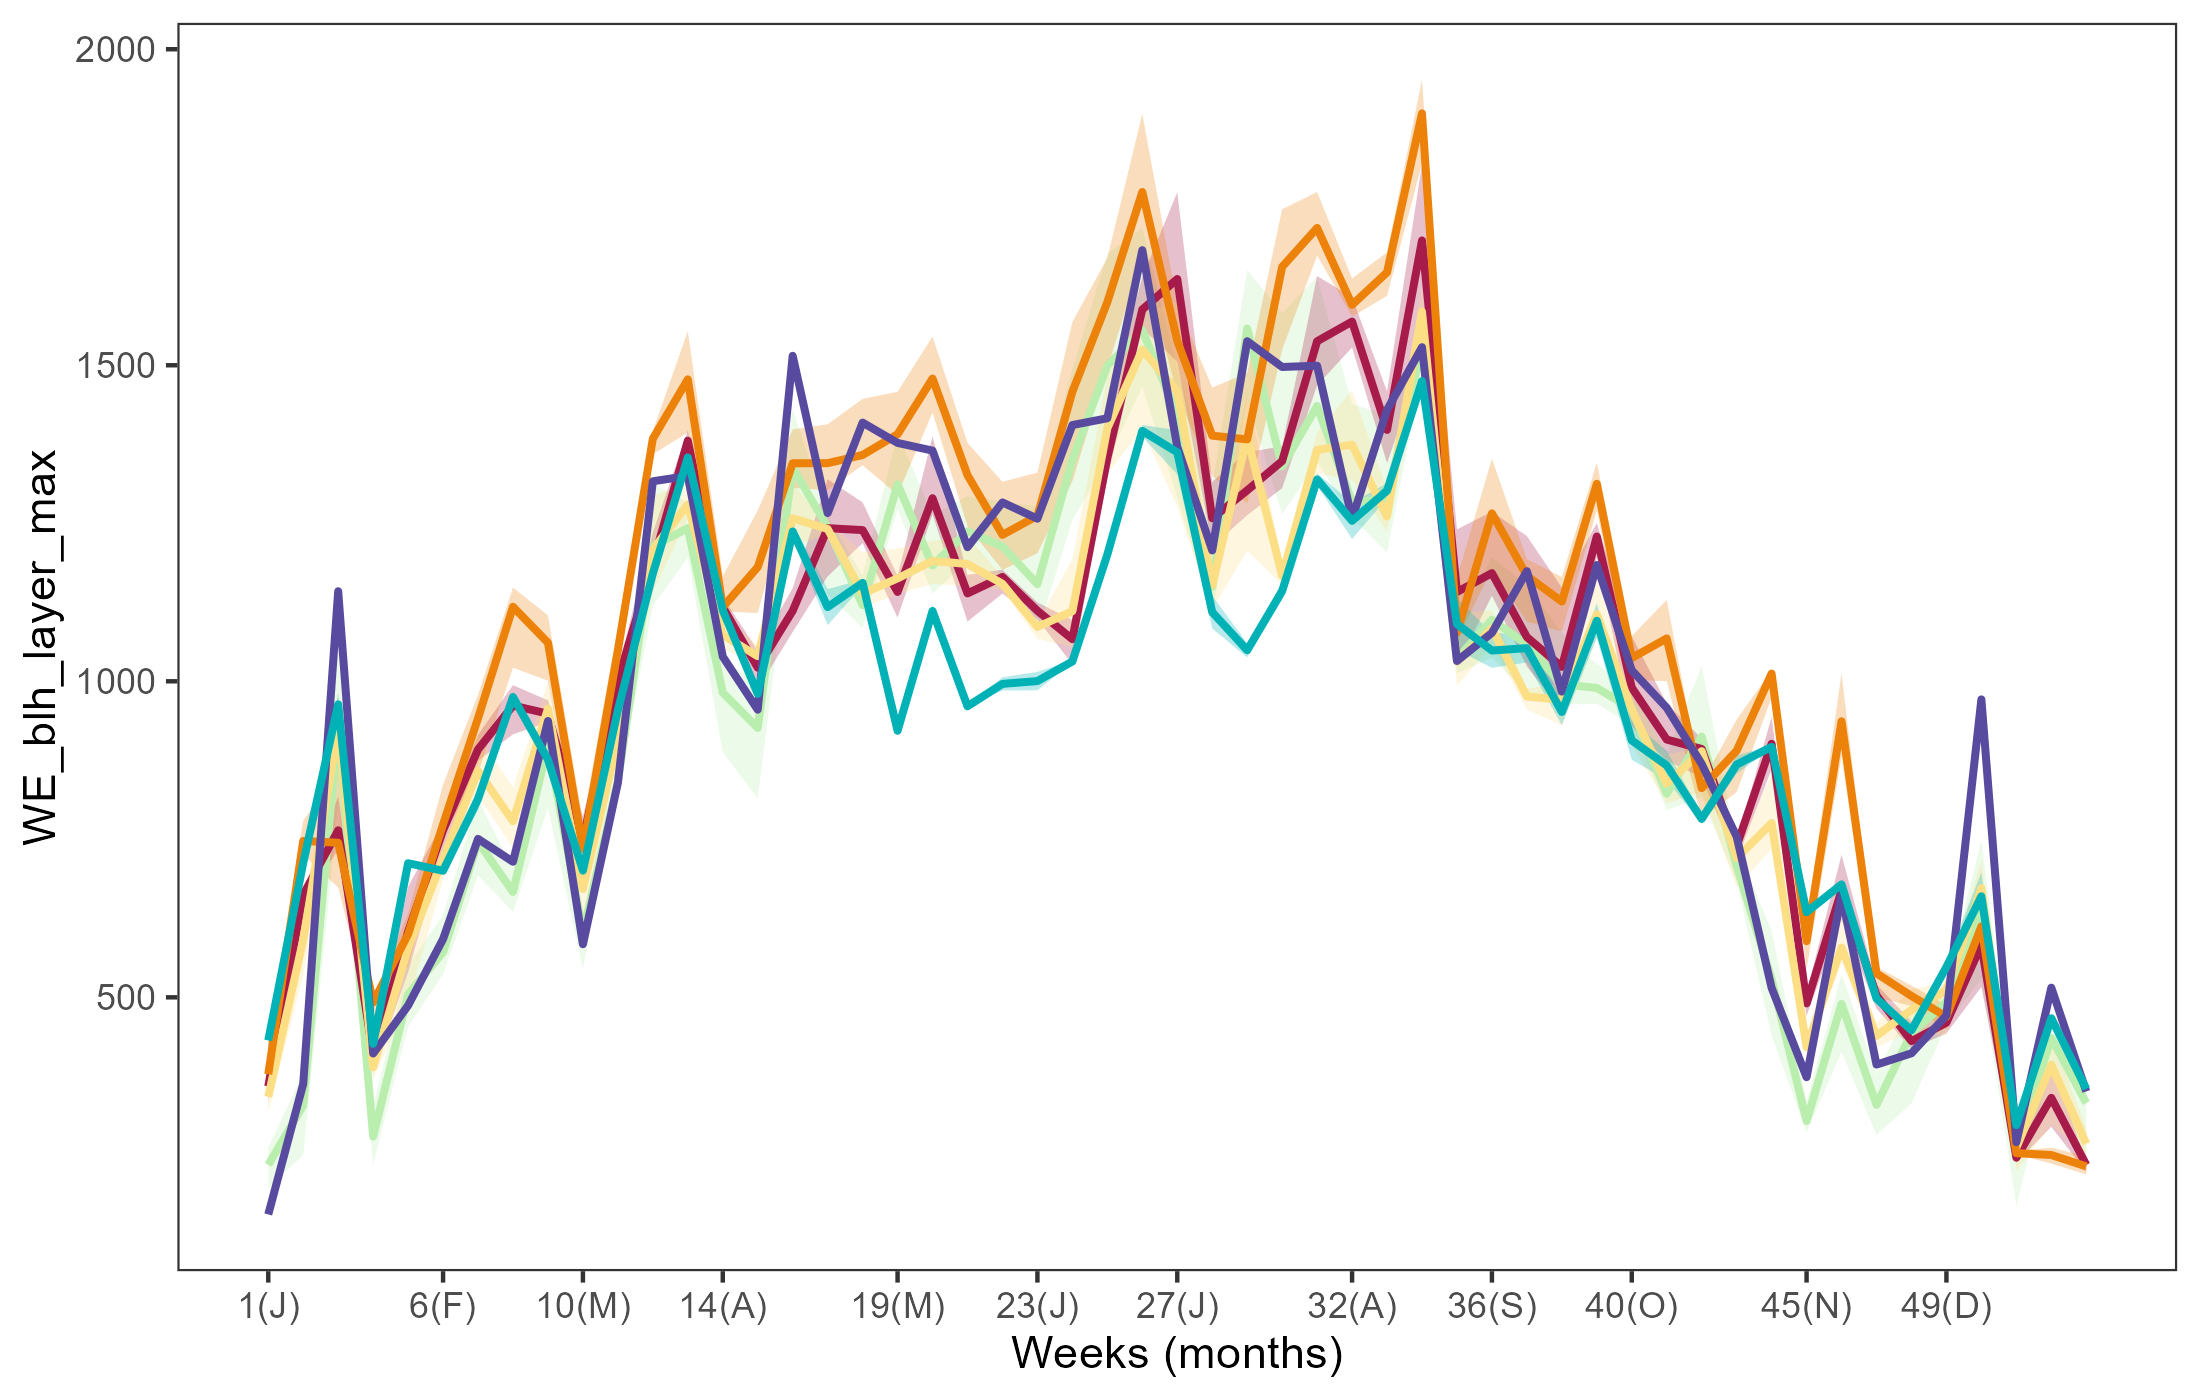 WE_blh_layer_max
2000
1500
1000
500
1(J) 6(F) 10(M) 14(A) 19(M) 23(J) 27(J) 32(A) 36(S) 40(O) 45(N) 49(D)
Weeks (months)